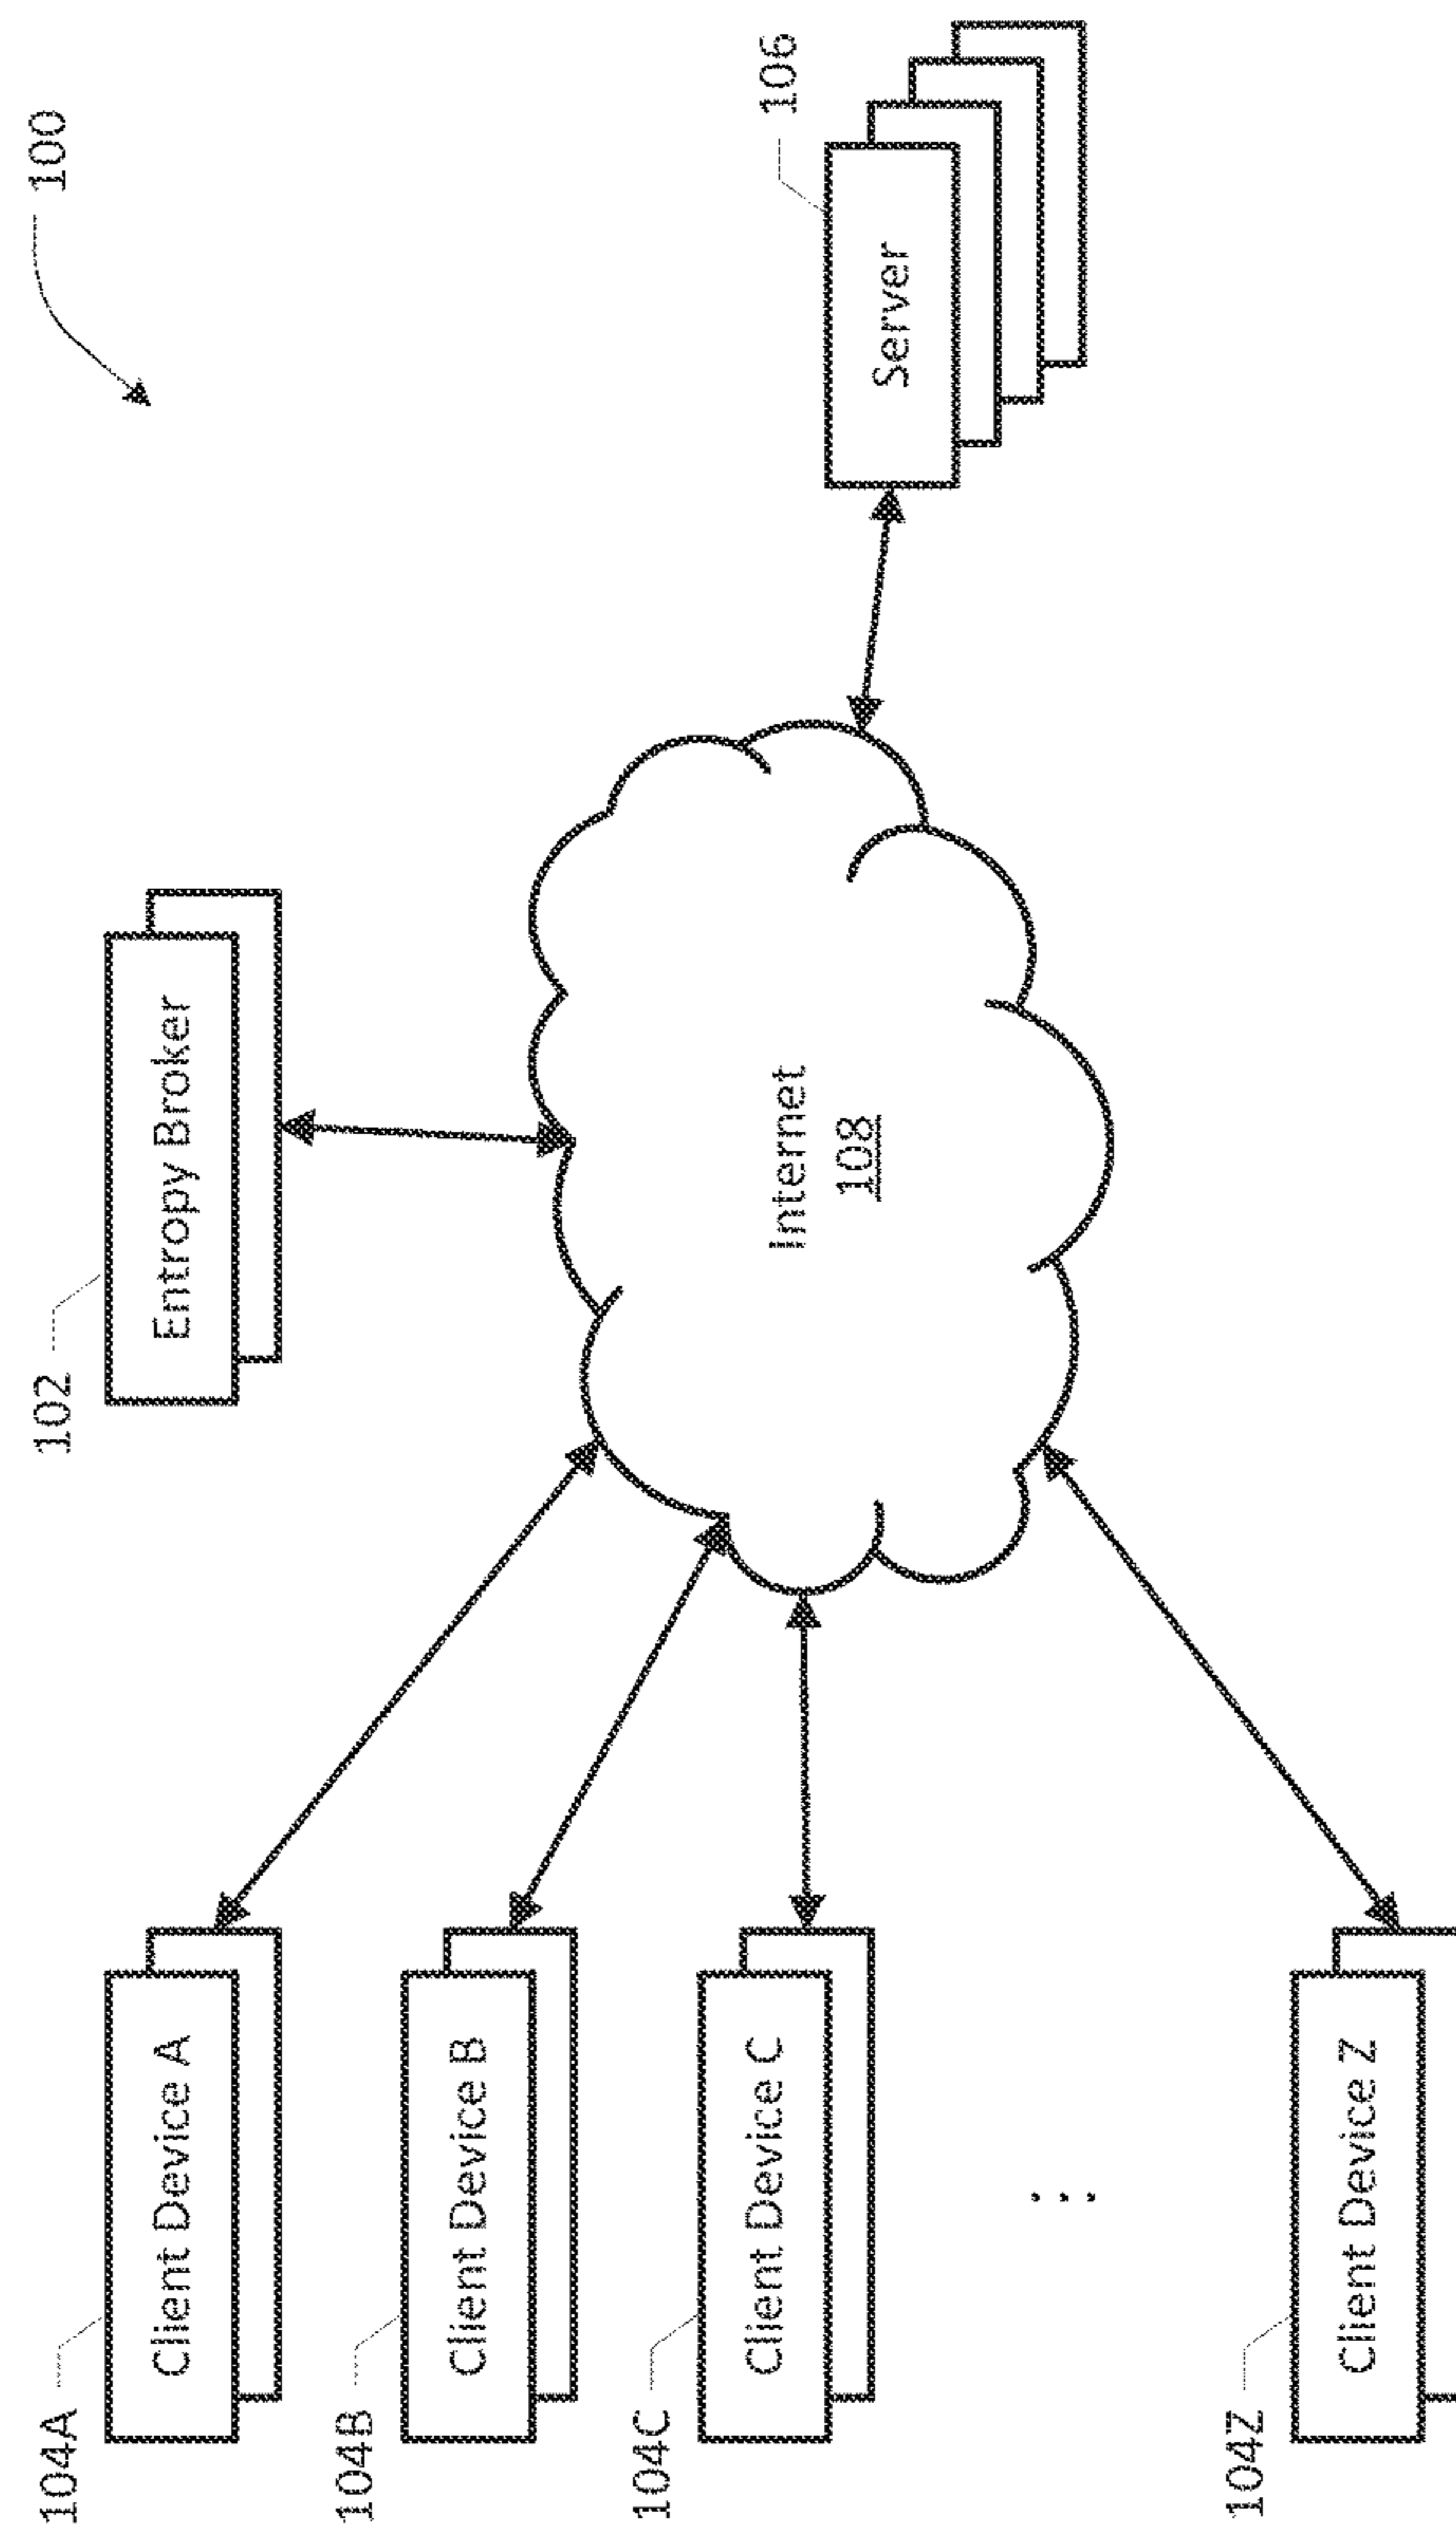 100
102
Entropy Broker
104A
Client Device A
104B
Client Device B
104C
Client Device C
...
104Z
Client Device Z
Internet
108
106
Server